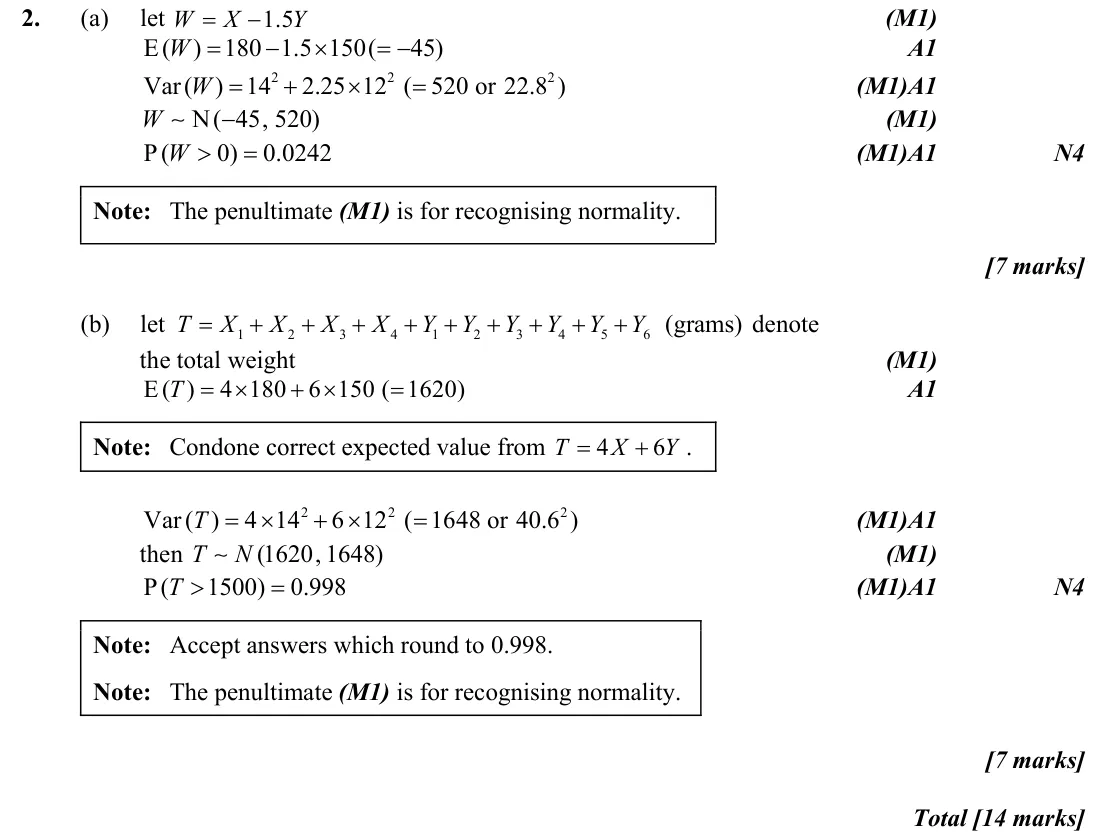 2. (a) let W = X −1.5Y (M1)
E(W) = 180−1.5×150(= −45) A1
Var(W) = 14² + 2.25×12² (= 520 or 22.8²) (M1)A1
W ~ N(−45, 520) (M1)
P(W > 0) = 0.0242 (M1)A1 N4
Note: The penultimate (M1) is for recognising normality.
[7 marks]
(b) let T = X₁ + X₂ + X₃ + X₄ + Y₁ + Y₂ + Y₃ + Y₄ + Y₅ + Y₆ (grams) denote
the total weight (M1)
E(T) = 4×180 + 6×150 (=1620) A1
Note: Condone correct expected value from T = 4X + 6Y .
Var(T) = 4×14² + 6×12² (=1648 or 40.6²) (M1)A1
then T ~ N(1620, 1648) (M1)
P(T >1500) = 0.998 (M1)A1 N4
Note: Accept answers which round to 0.998.
Note: The penultimate (M1) is for recognising normality.
[7 marks]
Total [14 marks]